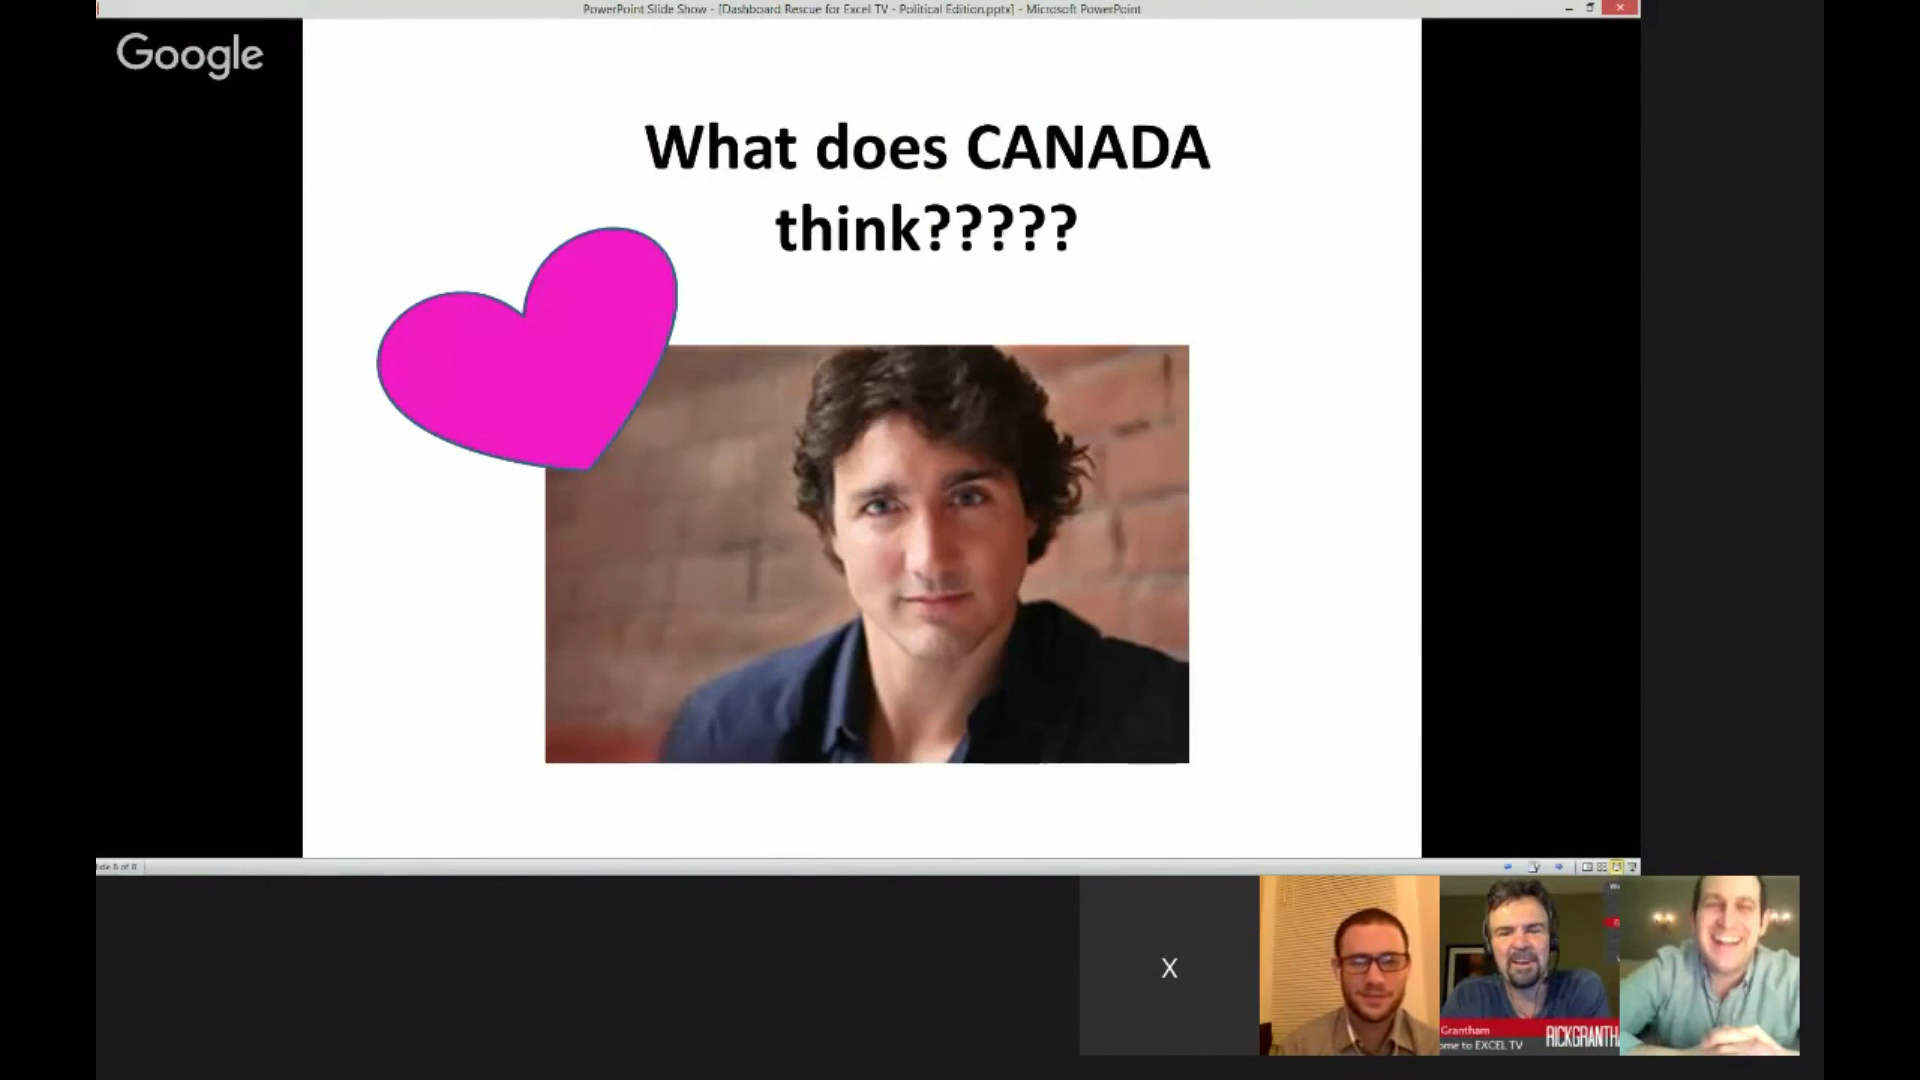 PowerPoint Slide Show - [Dashboard Rescue for Excel TV - Political Edition.pptx] - Microsoft PowerPoint
Google
What does CANADA
think?????
X
Grantham
ome to EXCEL TV
RICKGRANTH